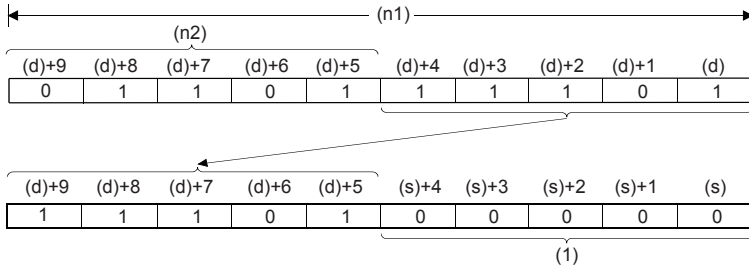 (n1)
(n2)
(d)+9 (d)+8 (d)+7 (d)+6 (d)+5 (d)+4 (d)+3 (d)+2 (d)+1 (d)
0 1 1 0 1 1 1 1 0 1
(d)+9 (d)+8 (d)+7 (d)+6 (d)+5 (s)+4 (s)+3 (s)+2 (s)+1 (s)
1 1 1 0 1 0 0 0 0 0
(1)